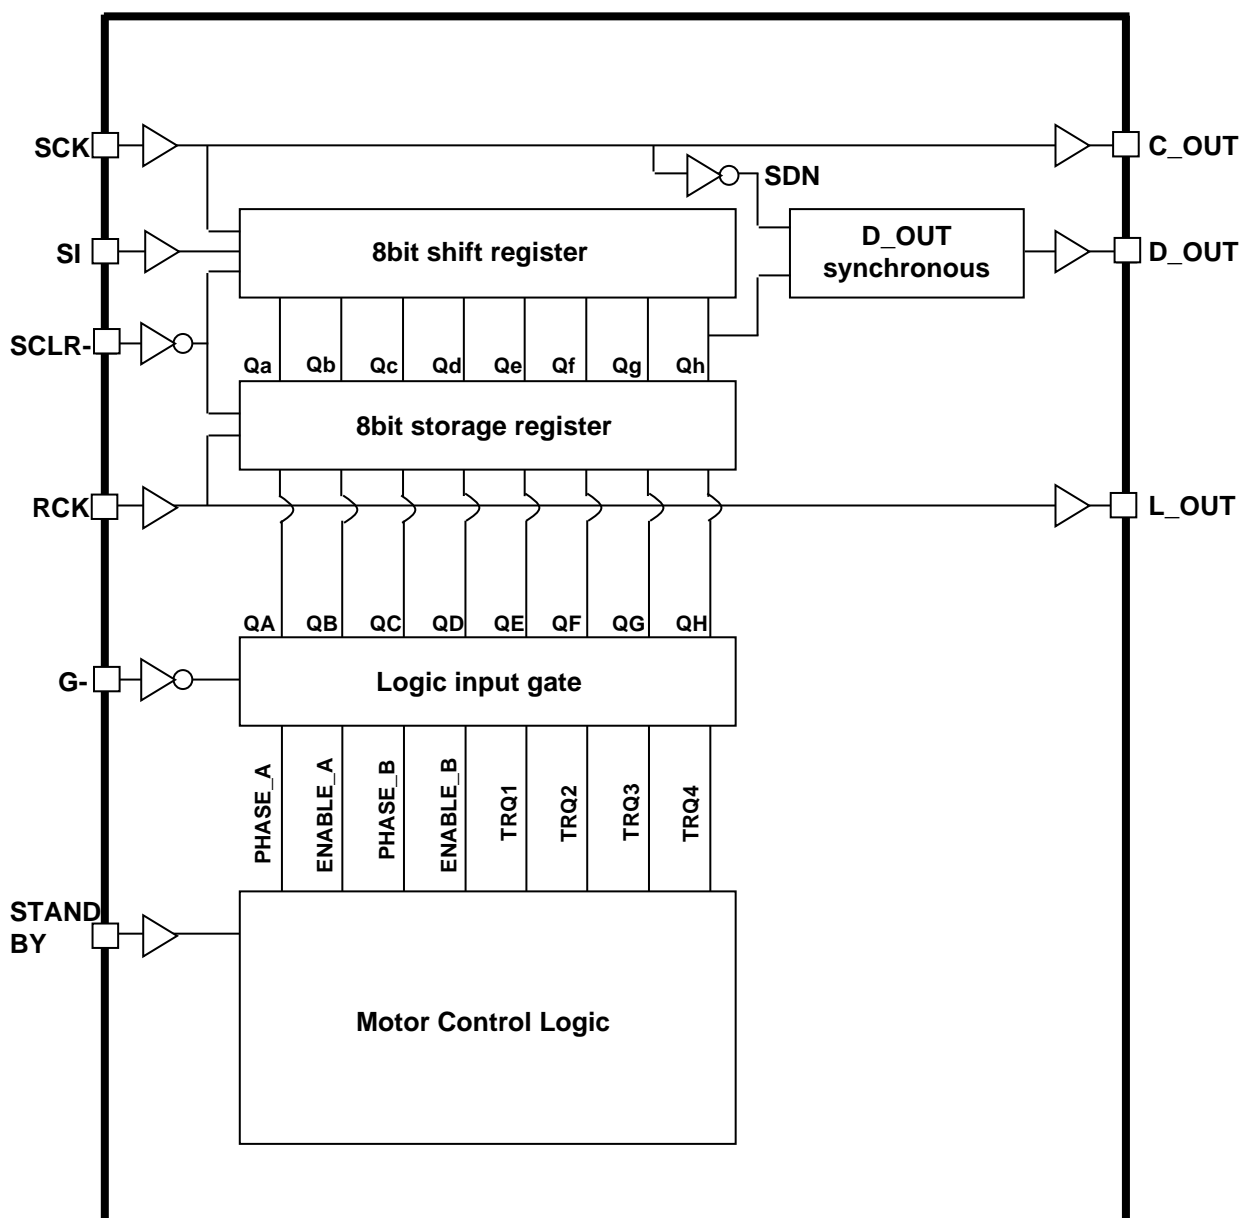 SCK
C_OUT
SDN
SI
8bit shift register
D_OUT
synchronous
D_OUT
SCLR-
Qa Qb Qc Qd Qe Qf Qg Qh
8bit storage register
RCK
L_OUT
QA QB QC QD QE QF QG QH
G-
Logic input gate
PHASE_A
ENABLE_A
PHASE_B
ENABLE_B
TRQ1
TRQ2
TRQ3
TRQ4
STAND
BY
Motor Control Logic